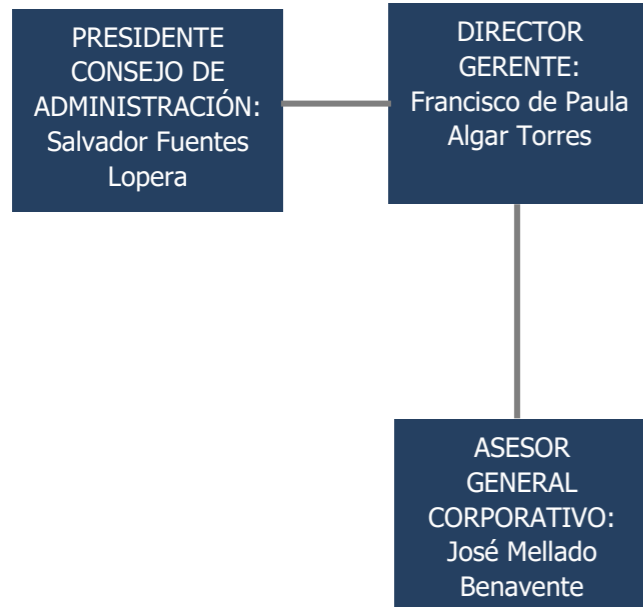 PRESIDENTE
CONSEJO DE
ADMINISTRACIÓN:
Salvador Fuentes
Lopera
DIRECTOR
GERENTE:
Francisco de Paula
Algar Torres
ASESOR
GENERAL
CORPORATIVO:
José Mellado
Benavente